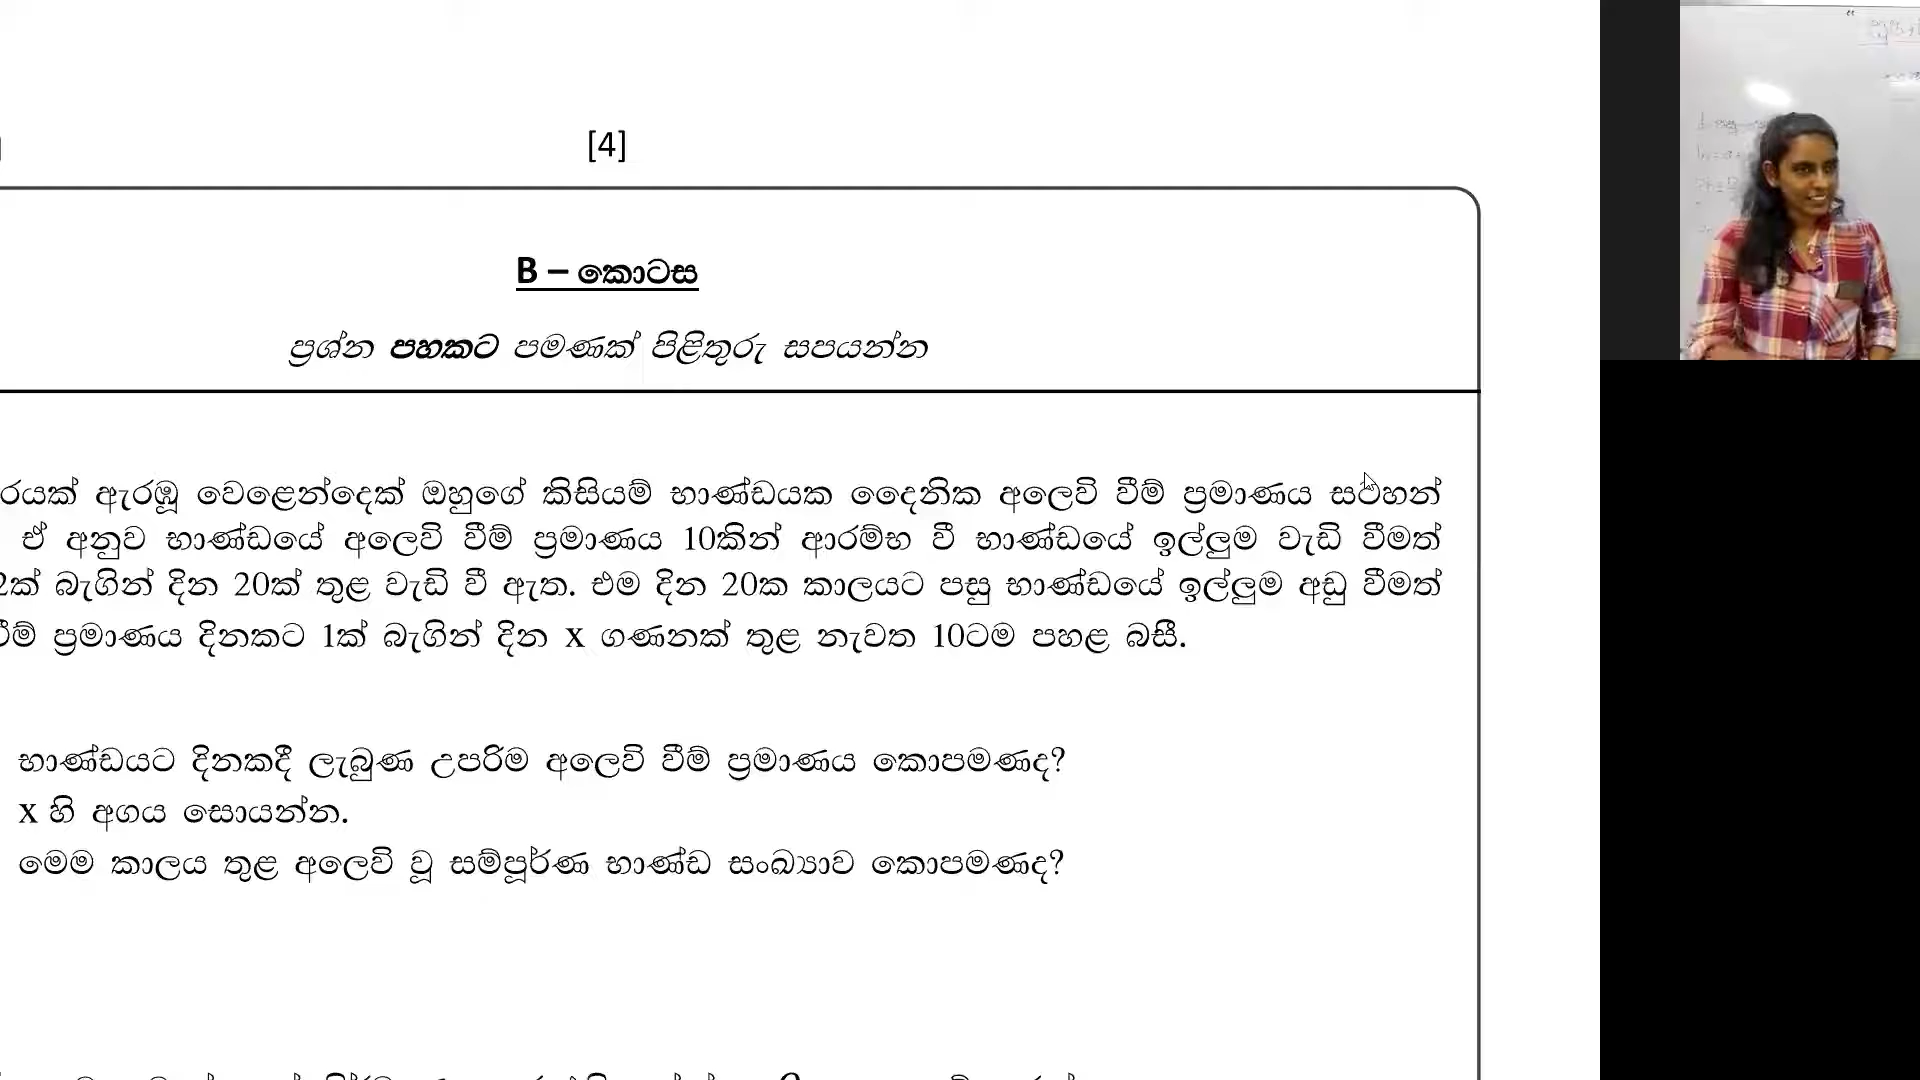 [4]
B – කොටස
ප්‍රශ්න පහකට පමණක් පිළිතුරු සපයන්න
රයක් ඇරඹූ වෙළෙන්දෙක් ඔහුගේ කිසියම් භාණ්ඩයක දෛනික අලෙවි වීම් ප්‍රමාණය සටහන්
ඒ අනුව භාණ්ඩයේ අලෙවි වීම් ප්‍රමාණය 10කින් ආරම්භ වී භාණ්ඩයේ ඉල්ලුම වැඩි වීමත්
2ක් බැගින් දින 20ක් තුළ වැඩි වී ඇත. එම දින 20ක කාලයට පසු භාණ්ඩයේ ඉල්ලුම අඩු වීමත්
වීම් ප්‍රමාණය දිනකට 1ක් බැගින් දින x ගණනක් තුළ නැවත 10ටම පහළ බසී.
භාණ්ඩයට දිනකදී ලැබුණ උපරිම අලෙවි වීම් ප්‍රමාණය කොපමණද?
x හි අගය සොයන්න.
මෙම කාලය තුළ අලෙවි වූ සම්පූර්ණ භාණ්ඩ සංඛ්‍යාව කොපමණද?